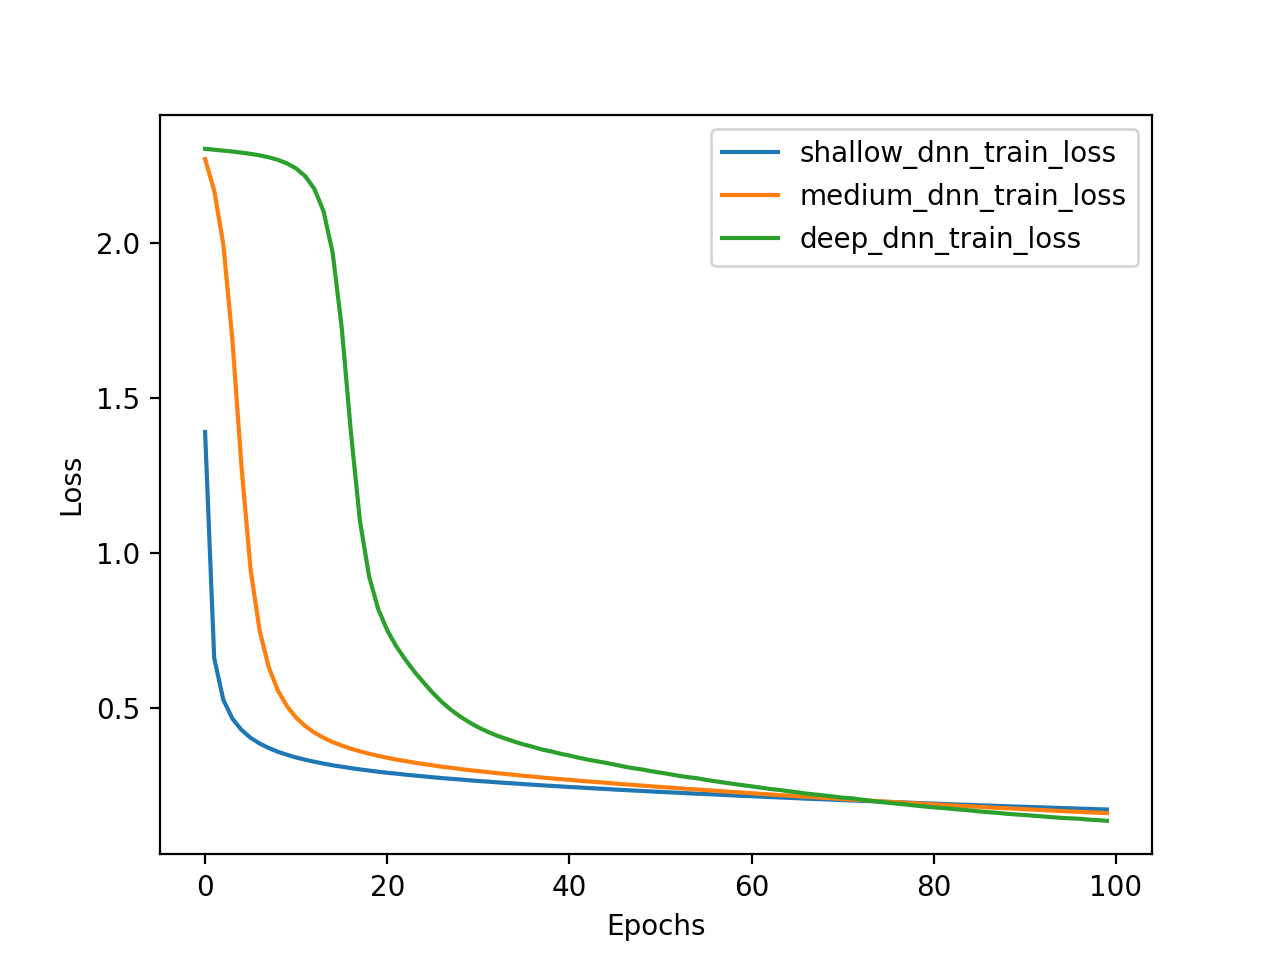 shallow_dnn_train_loss
medium_dnn_train_loss
deep_dnn_train_loss
2.0
1.5
1.0
0.5
Loss
0 20 40 60 80 100
Epochs